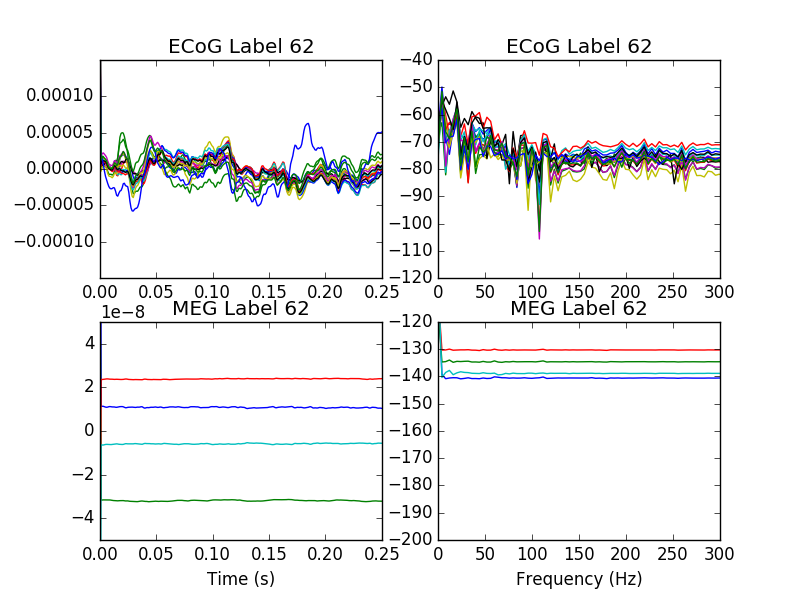 ECoG Label 62
ECoG Label 62
0.00010
0.00005
0.00000
−0.00005
−0.00010
0.00 0.05 0.10 0.15 0.20 0.25
−40
−50
−60
−70
−80
−90
−100
−110
−120
0 50 100 150 200 250 300
MEG Label 62
MEG Label 62
1e−8
4
2
0
−2
−4
0.00 0.05 0.10 0.15 0.20 0.25
Time (s)
−120
−130
−140
−150
−160
−170
−180
−190
−200
0 50 100 150 200 250 300
Frequency (Hz)